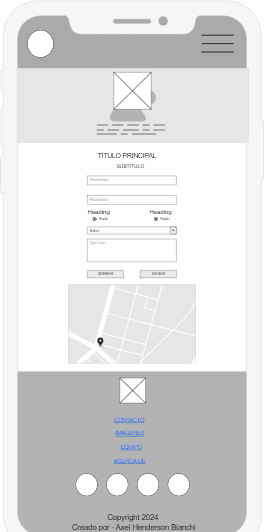 TÍTULO PRINCIPAL
SUBTÍTULO
Placeholder
Placeholder
Heading Heading
Radio Radio
Select
Type here
BORRAR ENVIAR
CONTACTO
IMAGENES
EQUIPO
ACERCA DE
Copyright 2024
Creado por - Axel Henderson Bianchi